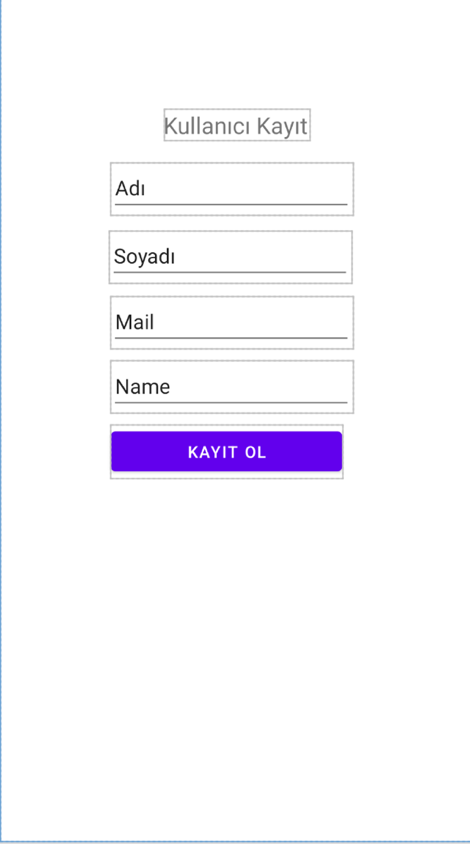 Kullanıcı Kayıt
Adı
Soyadı
Mail
Name
KAYIT OL